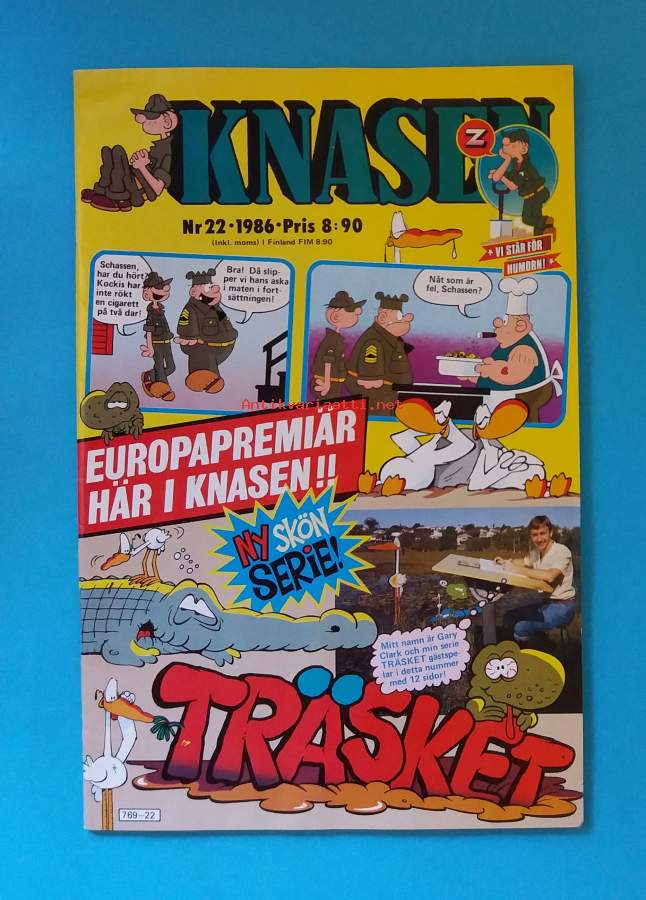 KNASEN
Z
Nr 22 · 1986 · Pris 8:90
(Inkl. moms) I Finland FIM 8:90
★ VI STÅR FÖR ★
HUMORN!
Schassen,
har du hört
Kockis har
inte rökt
en cigarett
på två dar!
Bra! Då slip-
per vi hans aska
i maten i fort-
sättningen!
Nåt som är
fel, Schassen?
Antikvariaatti.net
EUROPAPREMIÄR
HÄR I KNASEN!!
NY SKÖN
SERIE!
Mitt namn är Gary
Clark och min serie
TRÄSKET gästspe-
lar i detta nummer
med 12 sidor!
TRÄSKET
769-22